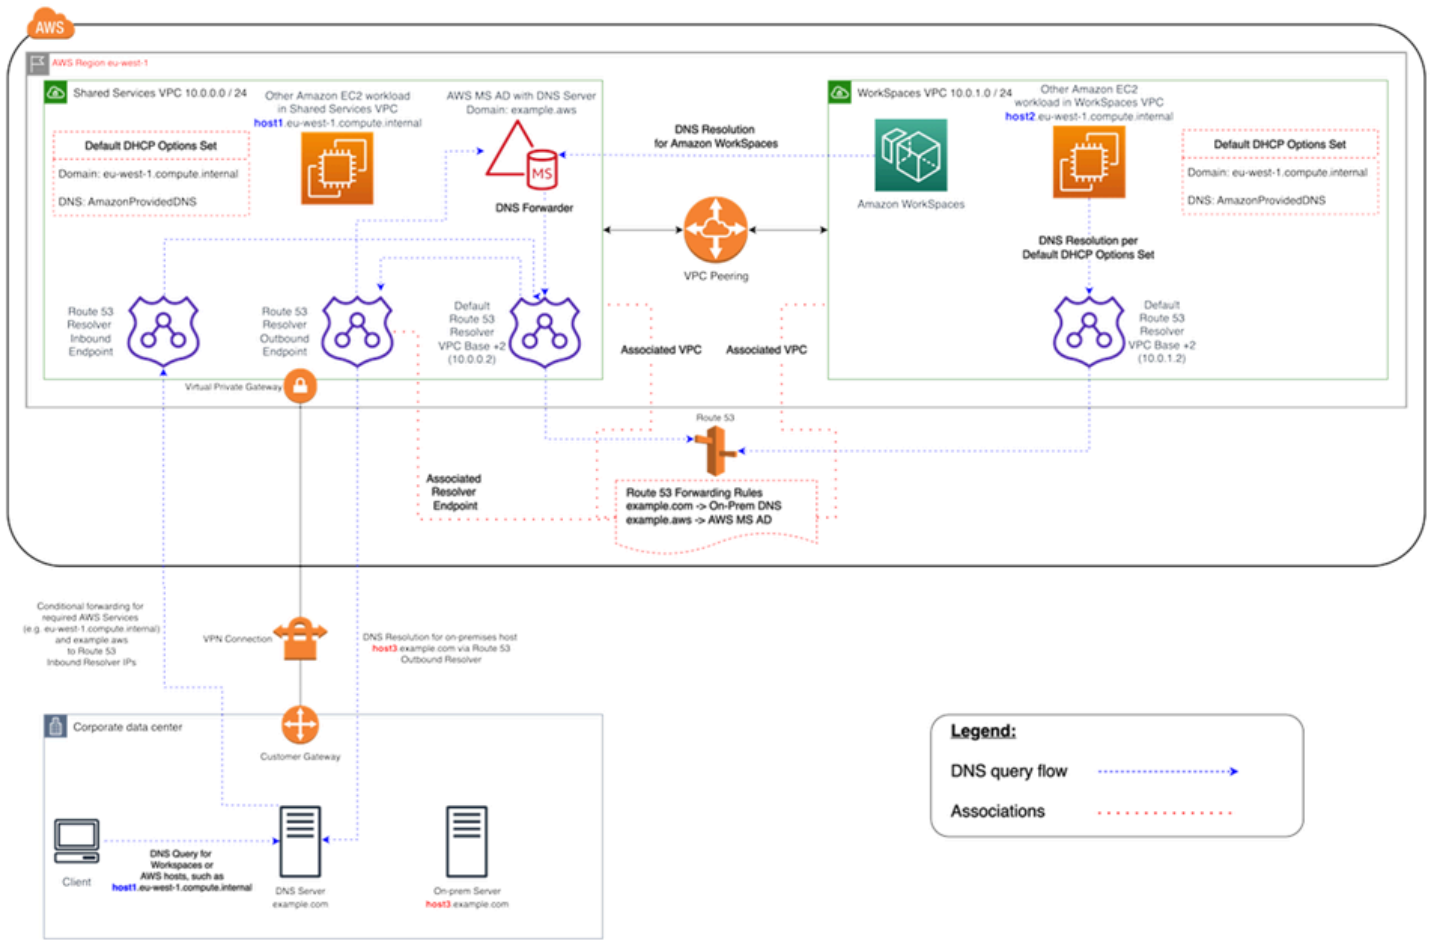 AWS
AWS Region eu-west-1
Shared Services VPC 10.0.0.0 / 24
Default DHCP Options Set
Domain: eu-west-1.compute.internal
DNS: AmazonProvidedDNS
Other Amazon EC2 workload
in Shared Services VPC
host1.eu-west-1.compute.internal
AWS MS AD with DNS Server
Domain: example.aws
MS
DNS Forwarder
DNS Resolution
for Amazon WorkSpaces
VPC Peering
WorkSpaces VPC 10.0.1.0 / 24
Amazon WorkSpaces
Other Amazon EC2
workload in WorkSpaces VPC
host2.eu-west-1.compute.internal
Default DHCP Options Set
Domain: eu-west-1.compute.internal
DNS: AmazonProvidedDNS
DNS Resolution per
Default DHCP Options Set
Route 53
Resolver
Inbound
Endpoint
Route 53
Resolver
Outbound
Endpoint
Default
Route 53
Resolver
VPC Base +2
(10.0.0.2)
Default
Route 53
Resolver
VPC Base +2
(10.0.1.2)
Associated VPC
Associated VPC
Virtual Private Gateway
Route 53
Associated
Resolver
Endpoint
Route 53 Forwarding Rules
example.com -> On-Prem DNS
example.aws -> AWS MS AD
Conditional forwarding for
required AWS Services
(e.g. eu-west-1.compute.internal)
and example.aws
to Route 53
Inbound Resolver IPs
VPN Connection
DNS Resolution for on-premises host
host3.example.com via Route 53
Outbound Resolver
Corporate data center
Customer Gateway
Client
DNS Query for
Workspaces or
AWS hosts, such as
host1.eu-west-1.compute.internal
DNS Server
example.com
On-prem Server
host3.example.com
Legend:
DNS query flow
Associations